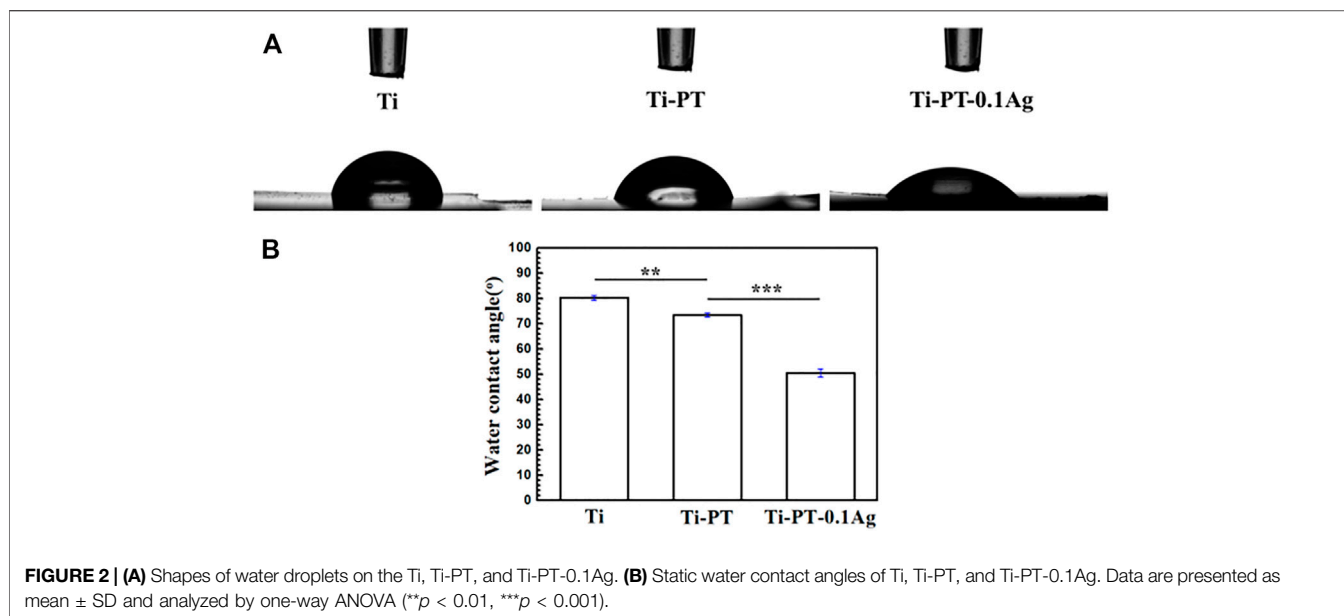 A
Ti
Ti-PT
Ti-PT-0.1Ag
B
Water contact angle(°)
100
90
80
70
60
50
40
30
20
10
0
**
***
Ti
Ti-PT
Ti-PT-0.1Ag
FIGURE 2 | (A) Shapes of water droplets on the Ti, Ti-PT, and Ti-PT-0.1Ag. (B) Static water contact angles of Ti, Ti-PT, and Ti-PT-0.1Ag. Data are presented as
mean ± SD and analyzed by one-way ANOVA (**p < 0.01, ***p < 0.001).